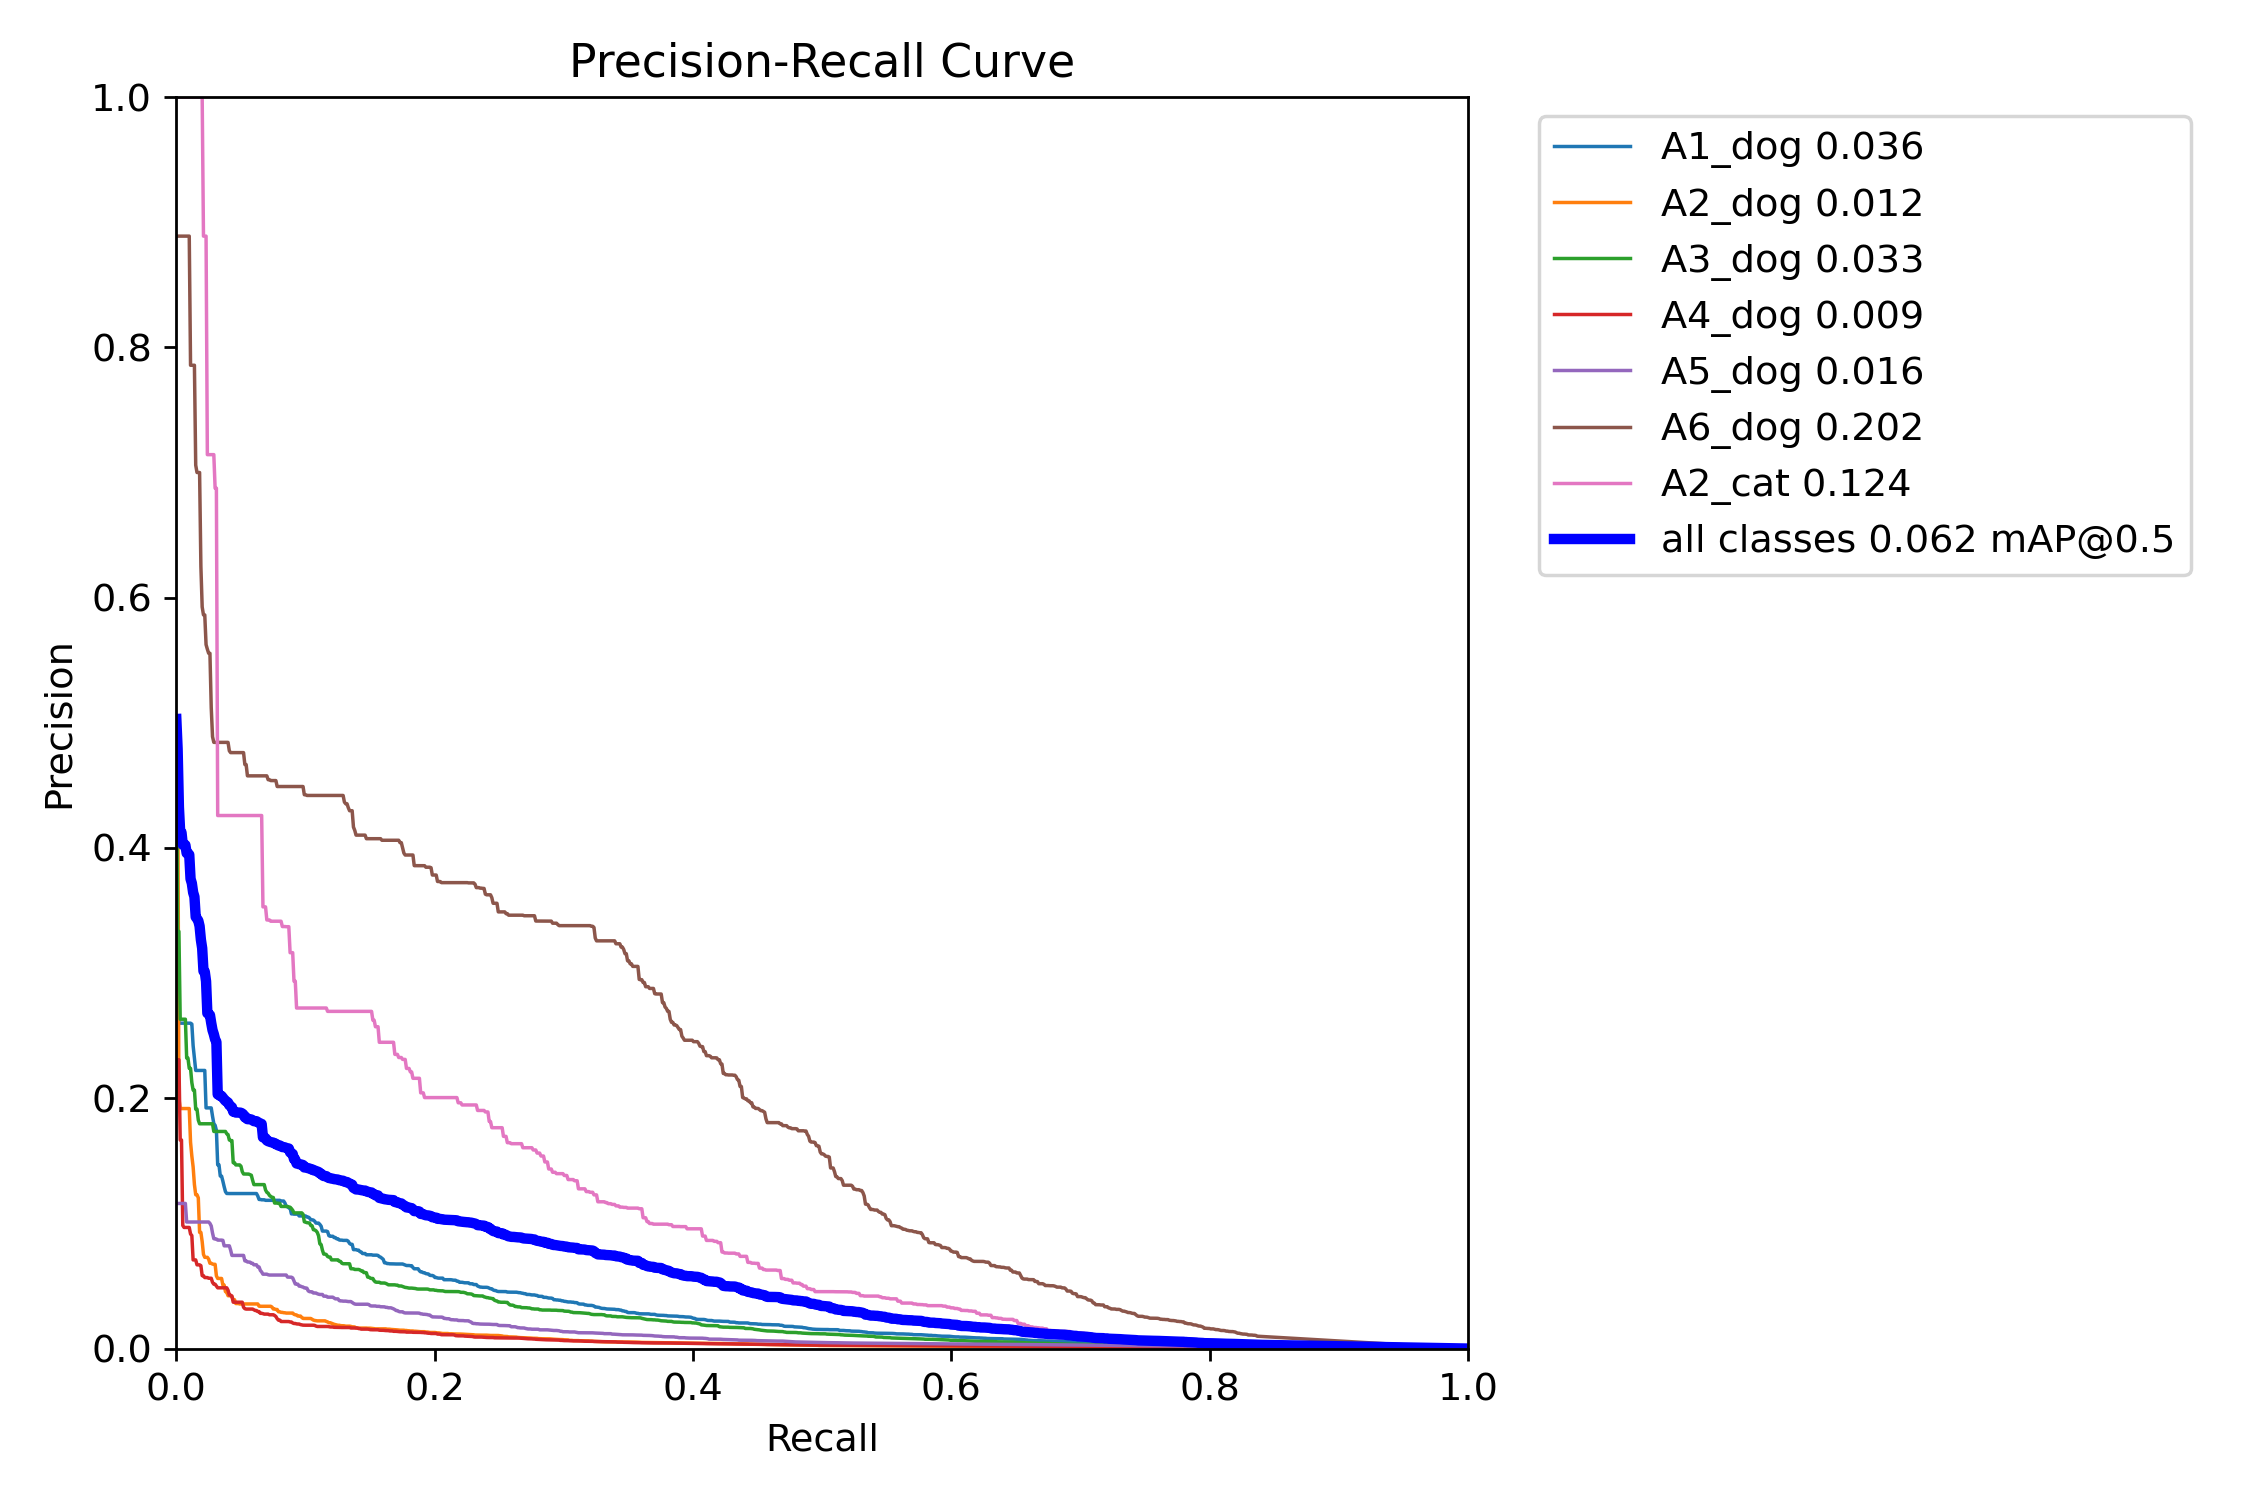 Precision-Recall Curve
1.0
0.8
0.6
0.4
0.2
0.0
Precision
0.0 0.2 0.4 0.6 0.8 1.0
Recall
A1_dog 0.036
A2_dog 0.012
A3_dog 0.033
A4_dog 0.009
A5_dog 0.016
A6_dog 0.202
A2_cat 0.124
all classes 0.062 mAP@0.5